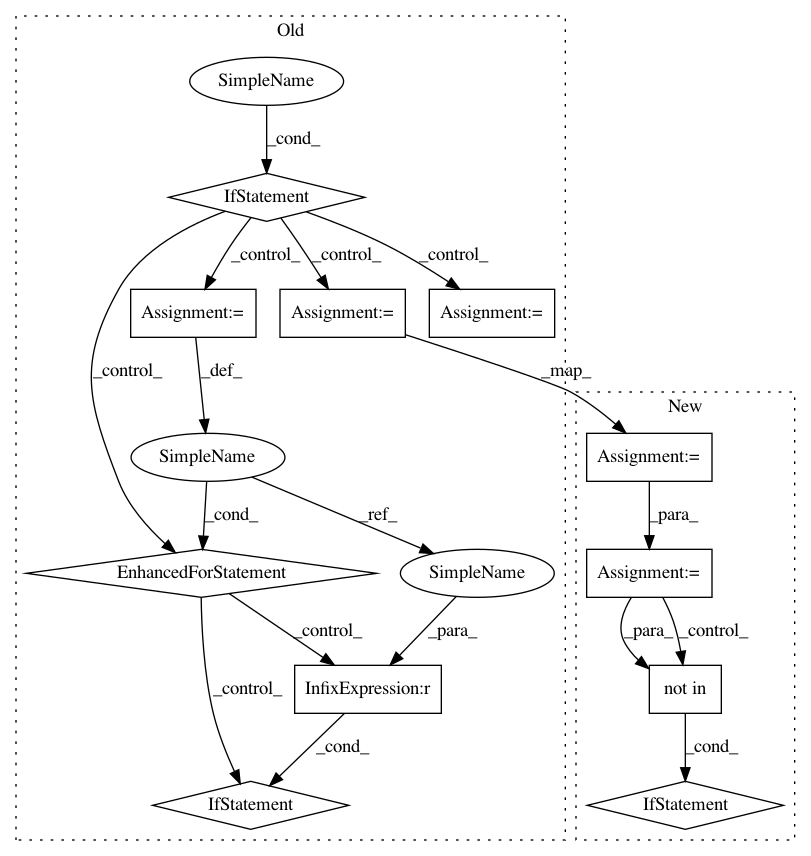 Old
SimpleName
_cond_
IfStatement
_control_
_control_
_control_
Assignment:=
Assignment:=
Assignment:=
_control_
_def_
_map_
New
SimpleName
Assignment:=
_cond_
_ref_
_para_
EnhancedForStatement
SimpleName
Assignment:=
_control_
_para_
_para_
_control_
_control_
InfixExpression:r
not in
_cond_
_cond_
IfStatement
IfStatement